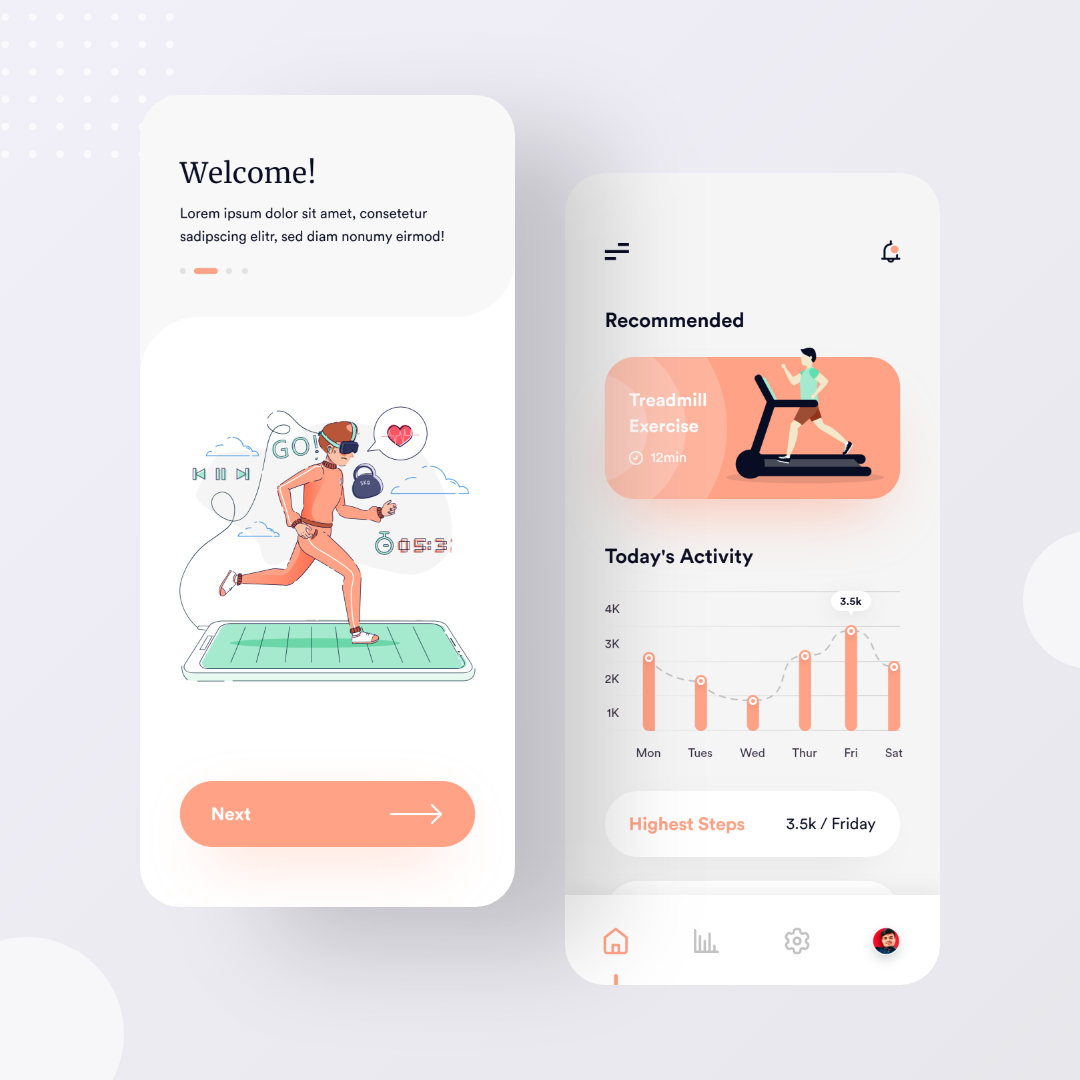 Welcome!
Lorem ipsum dolor sit amet, consetetur
sadipscing elitr, sed diam nonumy eirmod!
GO!
5KG
05:3
Next
Recommended
Treadmill
Exercise
12min
Today's Activity
3.5k
4K
3K
2K
1K
Mon Tues Wed Thur Fri Sat
Highest Steps 3.5k / Friday